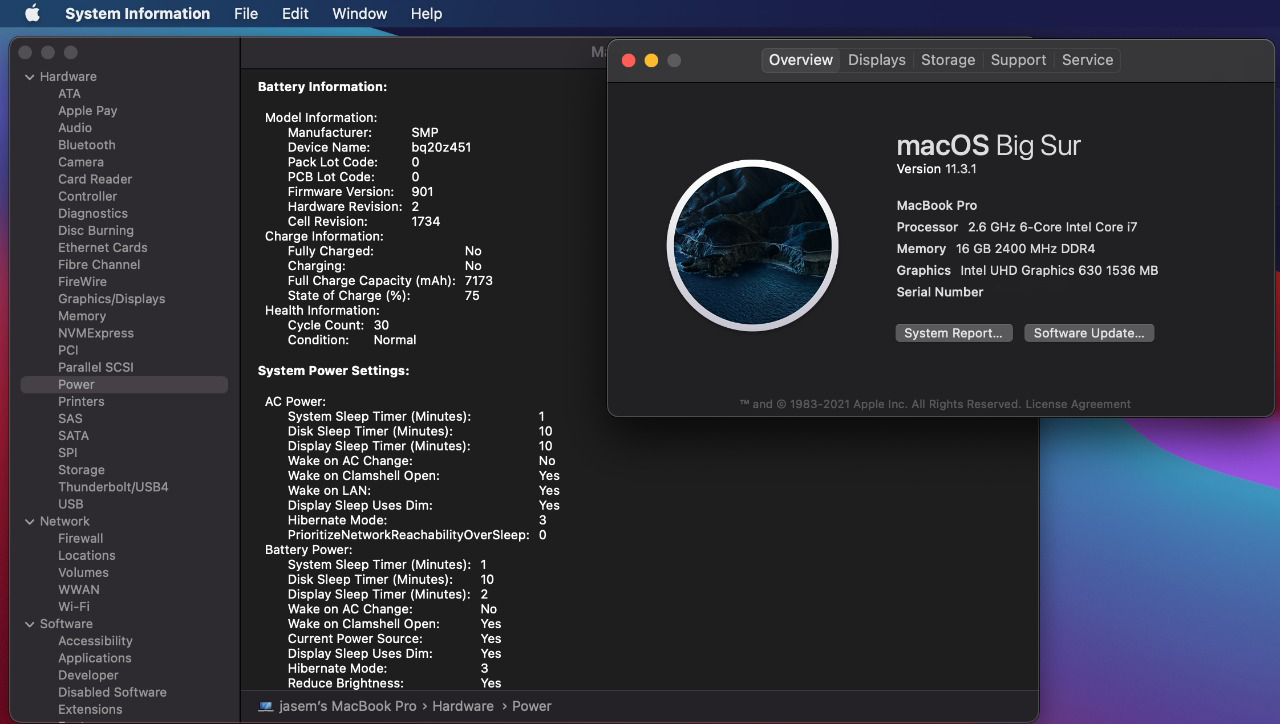 System Information File Edit Window Help
Hardware
ATA
Apple Pay
Audio
Bluetooth
Camera
Card Reader
Controller
Diagnostics
Disc Burning
Ethernet Cards
Fibre Channel
FireWire
Graphics/Displays
Memory
NVMExpress
PCI
Parallel SCSI
Power
Printers
SAS
SATA
SPI
Storage
Thunderbolt/USB4
USB
Network
Firewall
Locations
Volumes
WWAN
Wi-Fi
Software
Accessibility
Applications
Developer
Disabled Software
Extensions
Battery Information:
Model Information:
Manufacturer: SMP
Device Name: bq20z451
Pack Lot Code: 0
PCB Lot Code: 0
Firmware Version: 901
Hardware Revision: 2
Cell Revision: 1734
Charge Information:
Fully Charged: No
Charging: No
Full Charge Capacity (mAh): 7173
State of Charge (%): 75
Health Information:
Cycle Count: 30
Condition: Normal
System Power Settings:
AC Power:
System Sleep Timer (Minutes): 1
Disk Sleep Timer (Minutes): 10
Display Sleep Timer (Minutes): 10
Wake on AC Change: No
Wake on Clamshell Open: Yes
Wake on LAN: Yes
Display Sleep Uses Dim: Yes
Hibernate Mode: 3
PrioritizeNetworkReachabilityOverSleep: 0
Battery Power:
System Sleep Timer (Minutes): 1
Disk Sleep Timer (Minutes): 10
Display Sleep Timer (Minutes): 2
Wake on AC Change: No
Wake on Clamshell Open: Yes
Current Power Source: Yes
Display Sleep Uses Dim: Yes
Hibernate Mode: 3
Reduce Brightness: Yes
jasem's MacBook Pro › Hardware › Power
Overview Displays Storage Support Service
macOS Big Sur
Version 11.3.1
MacBook Pro
Processor 2.6 GHz 6-Core Intel Core i7
Memory 16 GB 2400 MHz DDR4
Graphics Intel UHD Graphics 630 1536 MB
Serial Number
System Report... Software Update...
™ and © 1983-2021 Apple Inc. All Rights Reserved. License Agreement